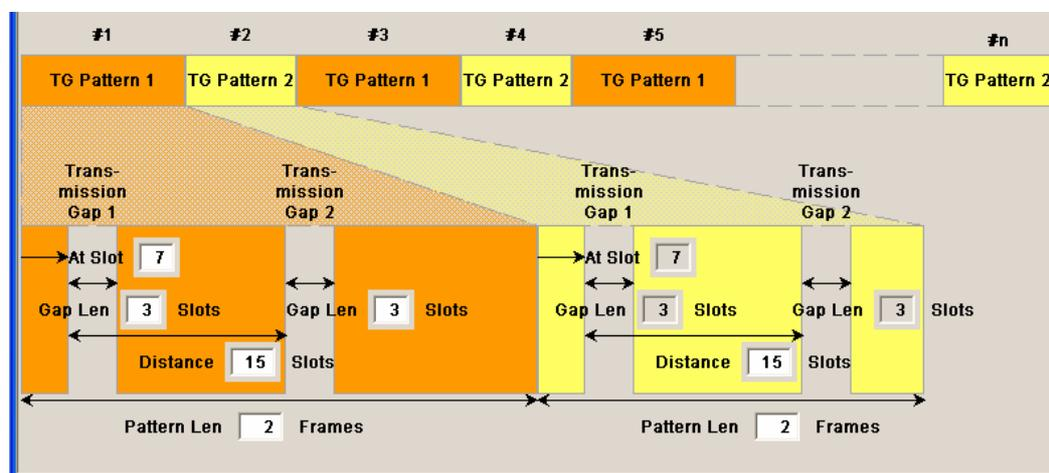 #1 #2 #3 #4 #5 #n
TG Pattern 1 TG Pattern 2 TG Pattern 1 TG Pattern 2 TG Pattern 1 TG Pattern 2
Trans- Trans- Trans- Trans-
mission mission mission mission
Gap 1 Gap 2 Gap 1 Gap 2
At Slot 7 At Slot 7
Gap Len 3 Slots Gap Len 3 Slots Gap Len 3 Slots Gap Len 3 Slots
Distance 15 Slots Distance 15 Slots
Pattern Len 2 Frames Pattern Len 2 Frames